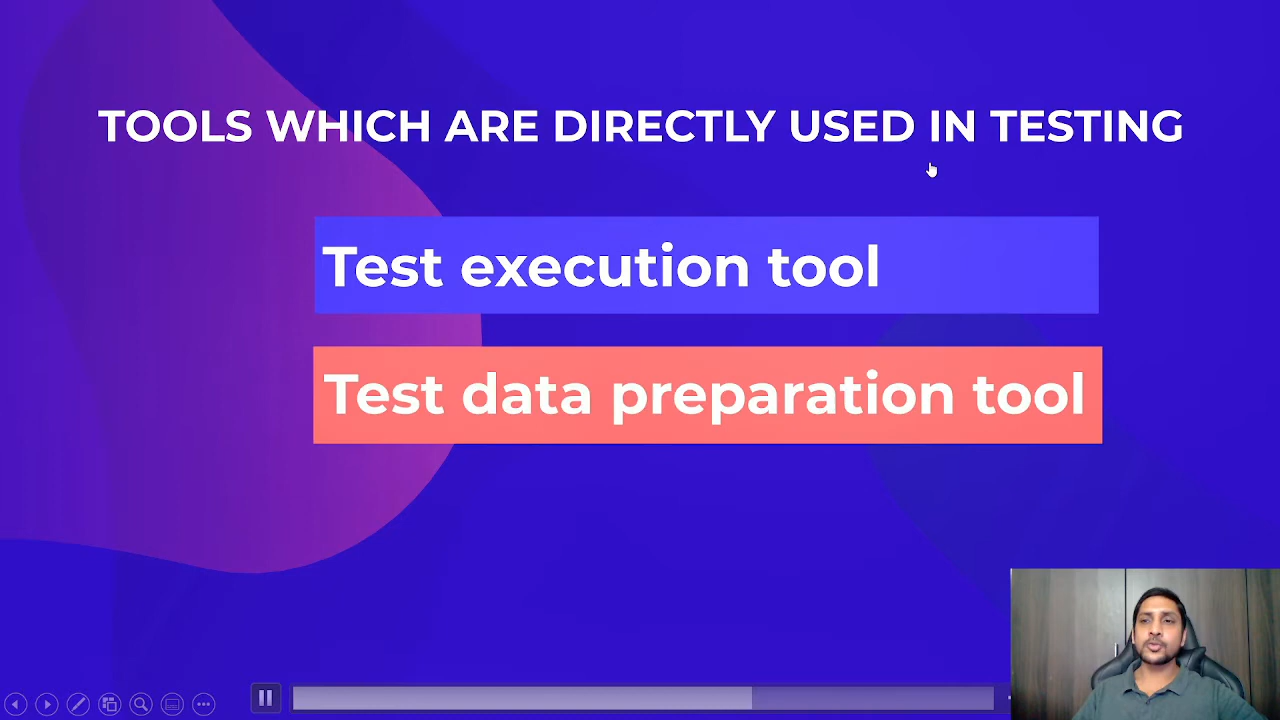 TOOLS WHICH ARE DIRECTLY USED IN TESTING
Test execution tool
Test data preparation tool